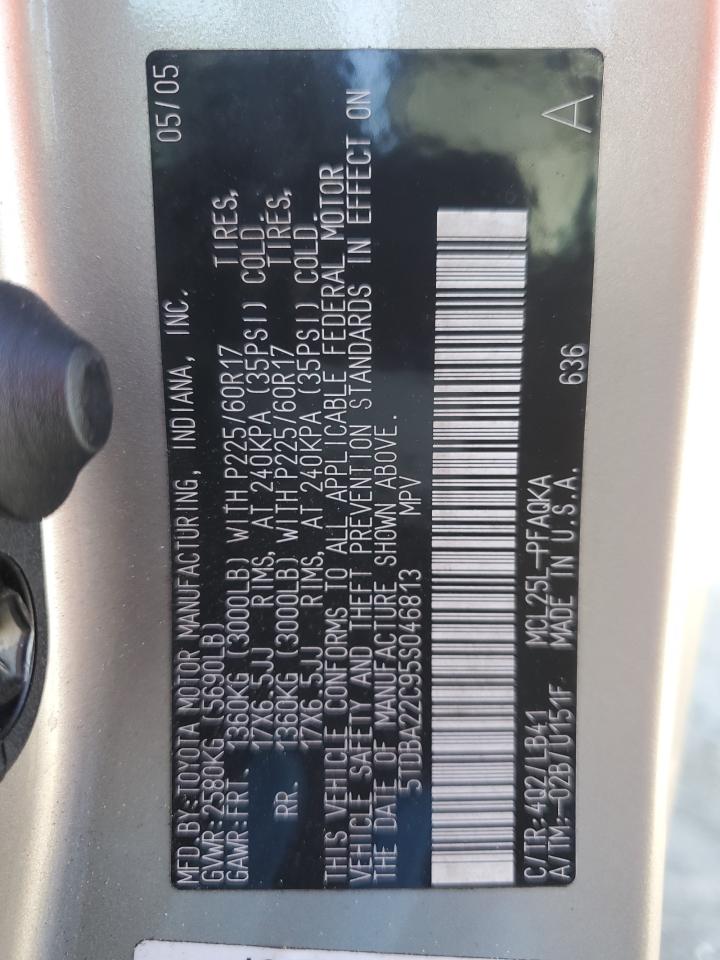 MFD.BY:TOYOTA MOTOR MANUFACTURING, INDIANA, INC. 05/05
GVWR:2580KG (5690LB)
GAWR:FRT. 1360KG (3000LB) WITH P225/60R17 TIRES,
17X6.5JJ RIMS, AT 240KPA (35PSI) COLD.
RR. 1360KG (3000LB) WITH P225/60R17 TIRES,
17X6.5JJ RIMS, AT 240KPA (35PSI) COLD.
THIS VEHICLE CONFORMS TO ALL APPLICABLE FEDERAL MOTOR
VEHICLE SAFETY AND THEFT PREVENTION STANDARDS IN EFFECT ON
THE DATE OF MANUFACTURE SHOWN ABOVE.
5TDBA22C95S046813 MPV
C/TR:4Q2/LB41 MCL25L-PFAQKA 636 A
A/TM:-02B/U151F MADE IN U.S.A.